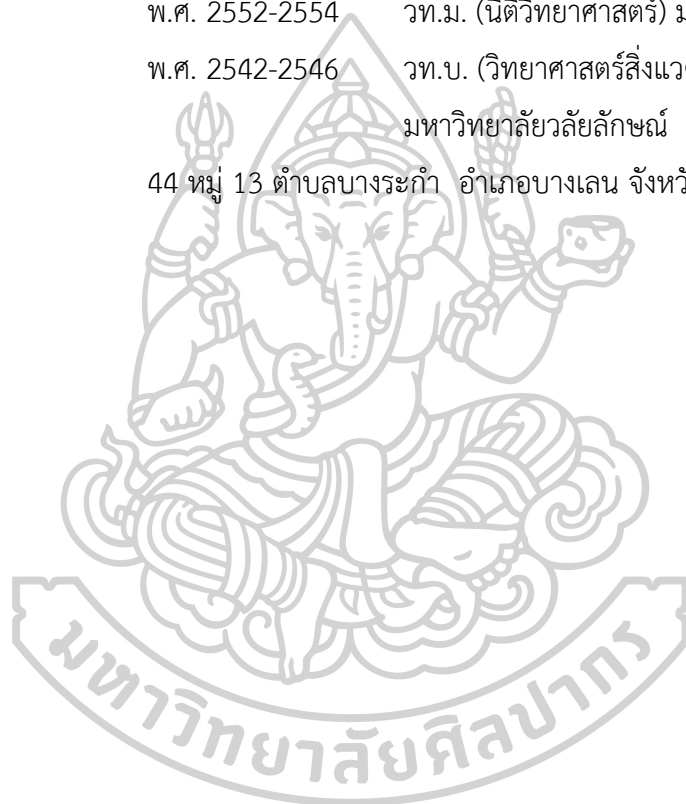 พ.ศ. 2552-2554 วท.ม. (นิติวิทยาศาสตร์)
พ.ศ. 2542-2546 วท.บ. (วิทยาศาสตร์สิ่งแวด
มหาวิทยาลัยวลัยลักษณ์
44 หมู่ 13 ตำบลบางระกำ อำเภอบางเลน จังหวั
มหาวิทยาลัยศิลปากร